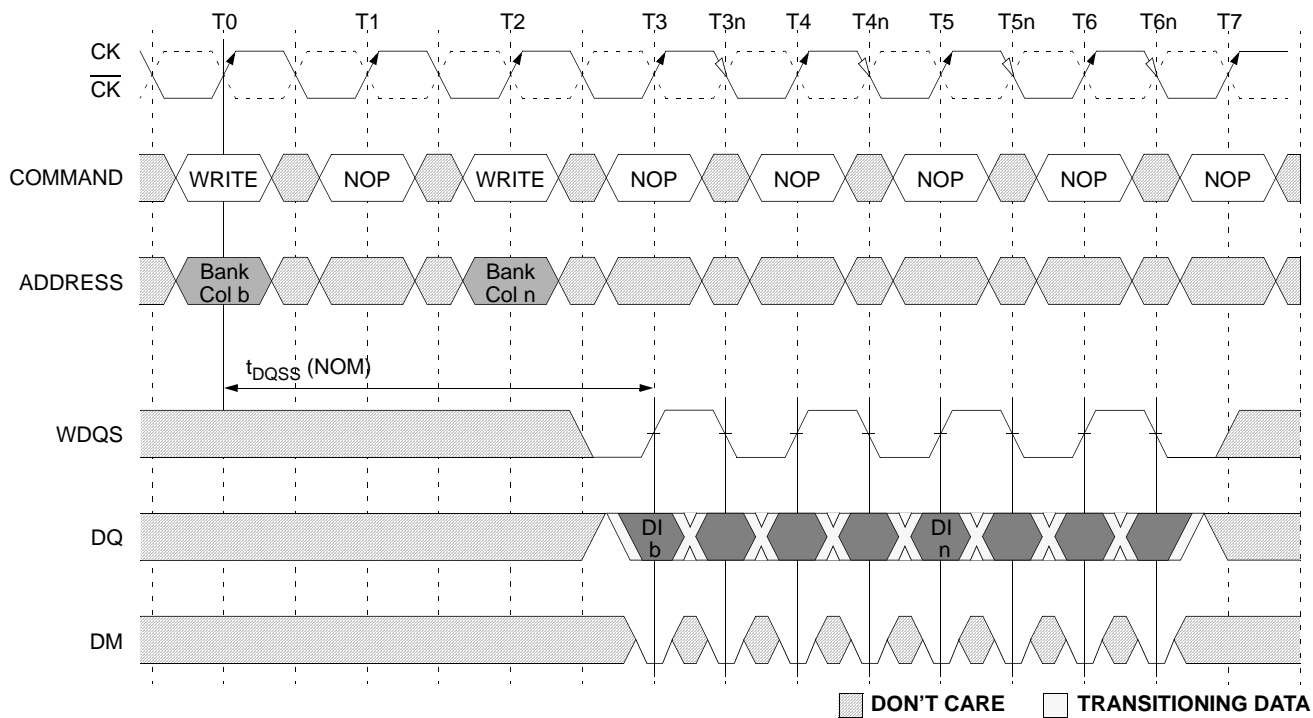 T0 T1 T2 T3 T3n T4 T4n T5 T5n T6 T6n T7
CK
CK
COMMAND WRITE NOP WRITE NOP NOP NOP NOP NOP
ADDRESS Bank Col b Bank Col n
tDQSS (NOM)
WDQS
DQ DI b DI n
DM
DON'T CARE TRANSITIONING DATA